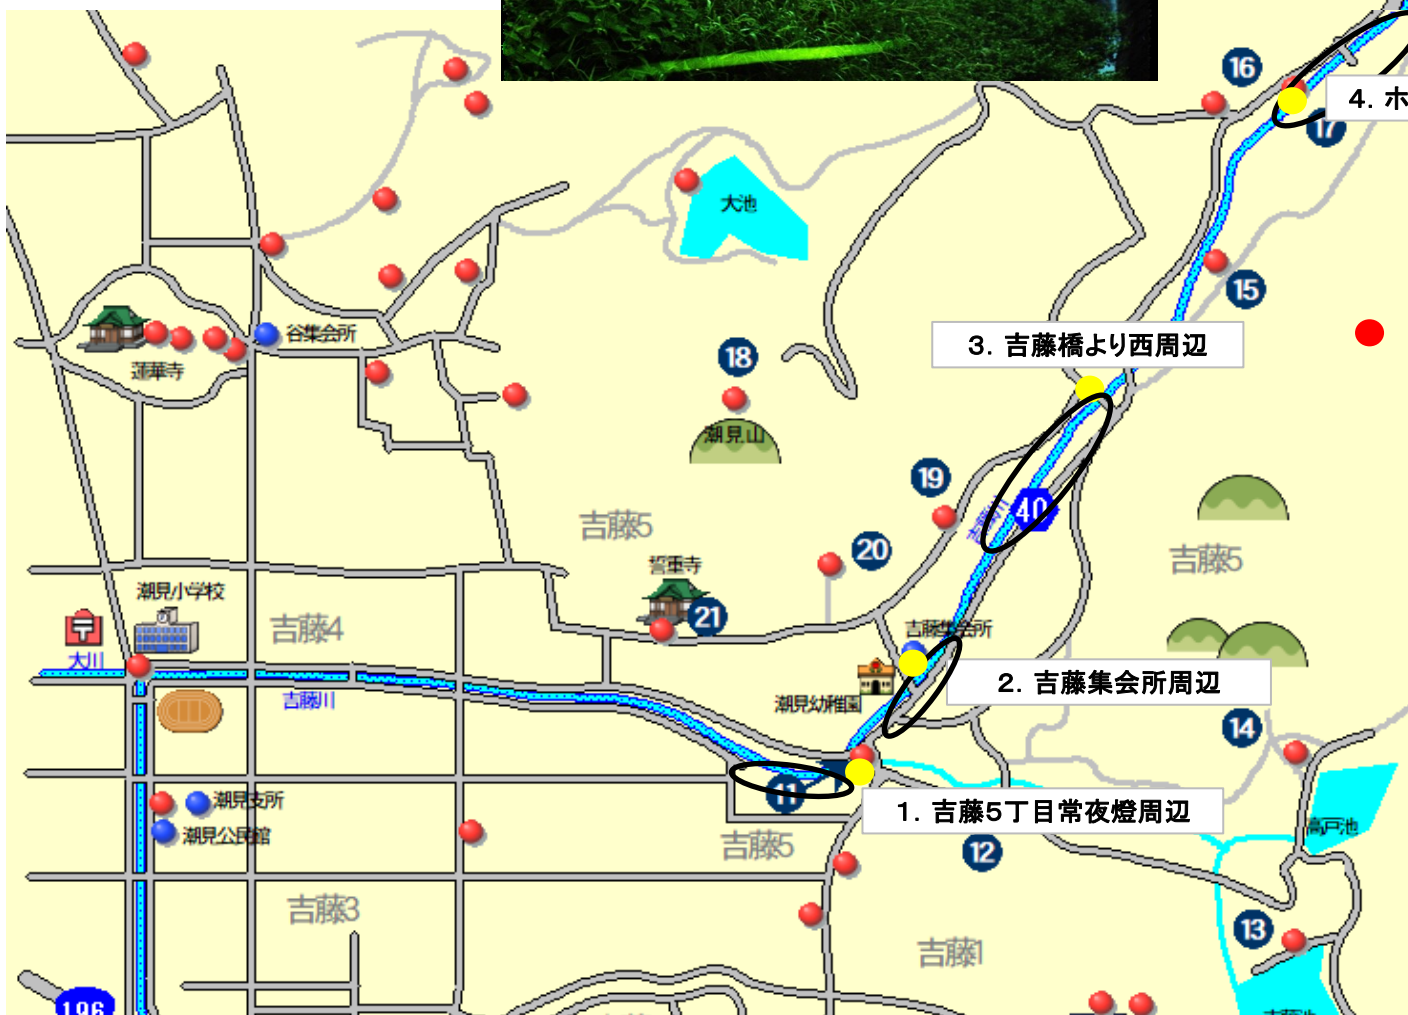 16
4. ホ
17
大池
15
谷集会所
3. 吉藤橋より西周辺
18
蓮華寺
潮見山
19
40
吉藤川
吉藤5
20
吉藤5
誓重寺
潮見小学校
21
吉藤4
吉藤集会所
大川
2. 吉藤集会所周辺
吉藤川
潮見幼稚園
14
11
潮見支所
1. 吉藤5丁目常夜燈周辺
高戸池
潮見公民館
吉藤5
12
吉藤3
13
吉藤1
196